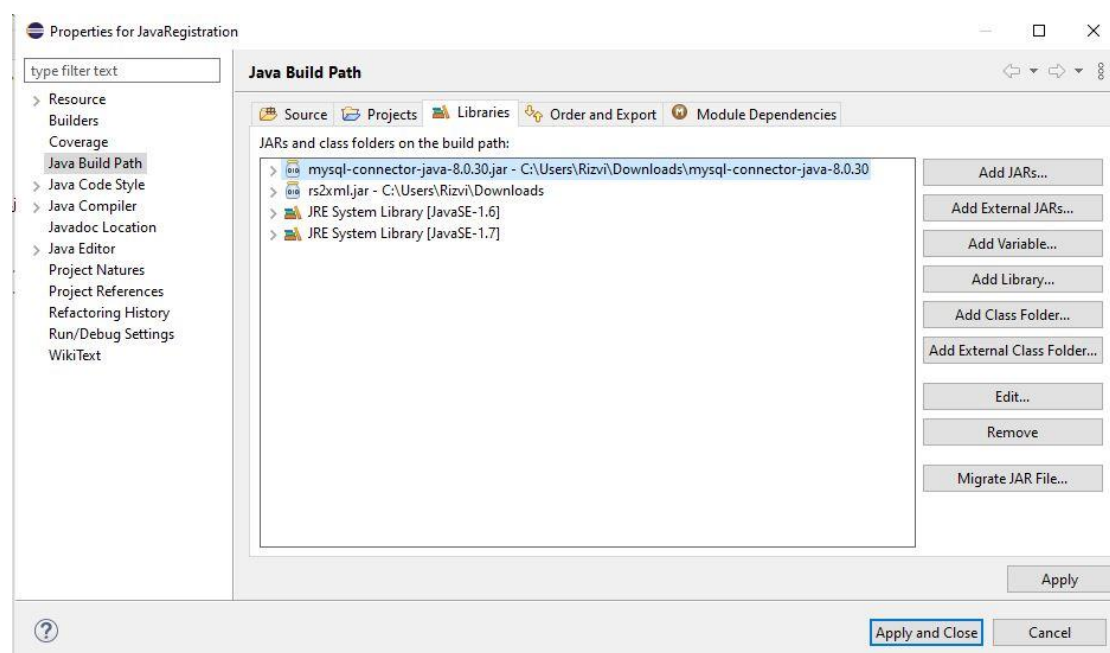 Properties for JavaRegistration
type filter text
Resource
Builders
Coverage
Java Build Path
Java Code Style
Java Compiler
Javadoc Location
Java Editor
Project Natures
Project References
Refactoring History
Run/Debug Settings
WikiText
Java Build Path
Source Projects Libraries Order and Export Module Dependencies
JARs and class folders on the build path:
mysql-connector-java-8.0.30.jar - C:\Users\Rizvi\Downloads\mysql-connector-java-8.0.30
rs2xml.jar - C:\Users\Rizvi\Downloads
JRE System Library [JavaSE-1.6]
JRE System Library [JavaSE-1.7]
Add JARs...
Add External JARs...
Add Variable...
Add Library...
Add Class Folder...
Add External Class Folder...
Edit...
Remove
Migrate JAR File...
Apply
Apply and Close
Cancel